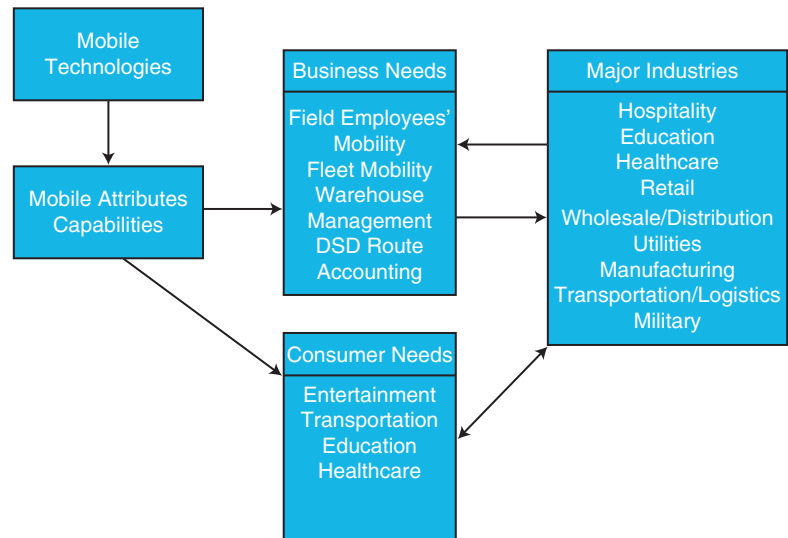 Mobile
Technologies
Mobile Attributes
Capabilities
Business Needs
Field Employees'
Mobility
Fleet Mobility
Warehouse
Management
DSD Route
Accounting
Consumer Needs
Entertainment
Transportation
Education
Healthcare
Major Industries
Hospitality
Education
Healthcare
Retail
Wholesale/Distribution
Utilities
Manufacturing
Transportation/Logistics
Military